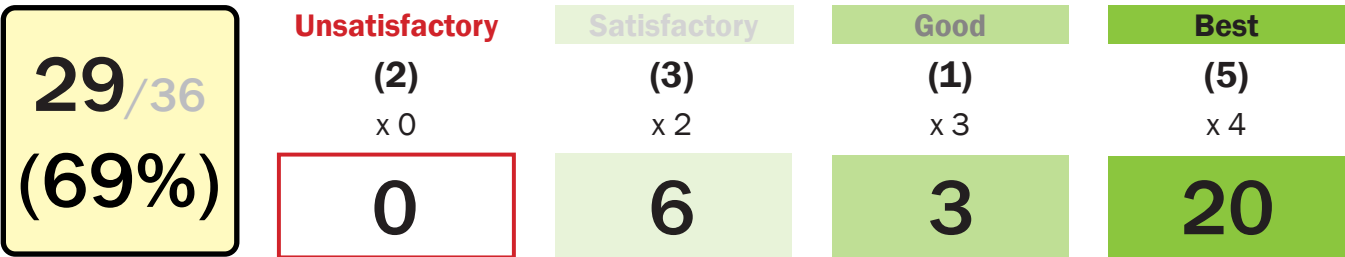 29/36
(69%)
Unsatisfactory Satisfactory Good Best
(2) (3) (1) (5)
x 0 x 2 x 3 x 4
0 6 3 20